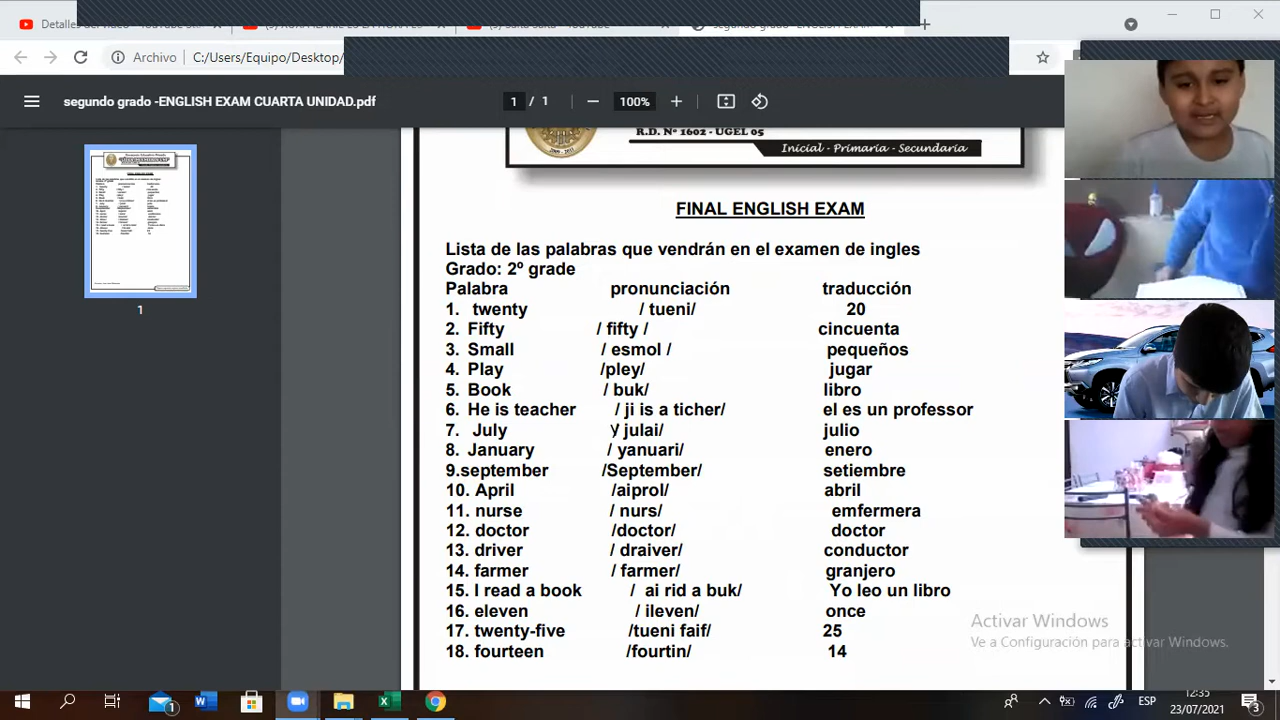 Detalles del
segundo grado -ENGLISH EXAM
Archivo C:/Users/Equipo/Desktop/
segundo grado -ENGLISH EXAM CUARTA UNIDAD.pdf 1 / 1 100%
R.D. Nº 1602 - UGEL 05
Inicial - Primaria - Secundaria
FINAL ENGLISH EXAM
Lista de las palabras que vendrán en el examen de ingles
Grado: 2º grade
Palabra pronunciación traducción
1. twenty / tueni/ 20
2. Fifty / fifty / cincuenta
3. Small / esmol / pequeños
4. Play /pley/ jugar
5. Book / buk/ libro
6. He is teacher / ji is a ticher/ el es un professor
7. July / julai/ julio
8. January / yanuari/ enero
9.september /September/ setiembre
10. April /aiprol/ abril
11. nurse / nurs/ emfermera
12. doctor /doctor/ doctor
13. driver / draiver/ conductor
14. farmer / farmer/ granjero
15. I read a book / ai rid a buk/ Yo leo un libro
16. eleven / ileven/ once
17. twenty-five /tueni faif/ 25
18. fourteen /fourtin/ 14
1
Activar Windows
Ve a Configuración para activar Windows.
ESP
12:35
23/07/2021
3